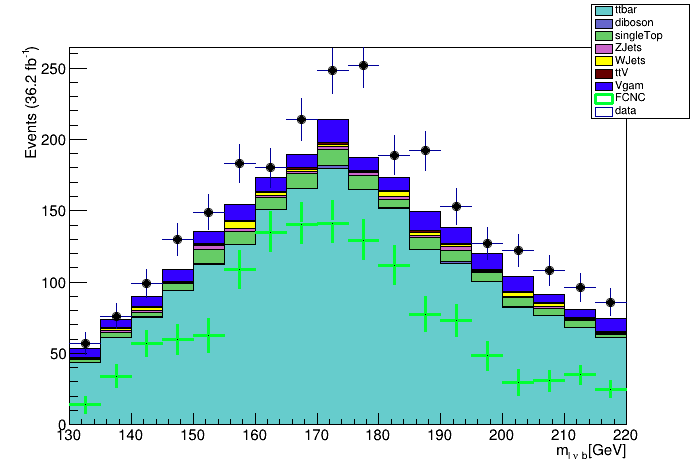 ttbar
diboson
singleTop
ZJets
WJets
ttV
Vgam
FCNC
data
Events (36.2 fb⁻¹)
250
200
150
100
50
0
130 140 150 160 170 180 190 200 210 220
m_{l ν b}[GeV]